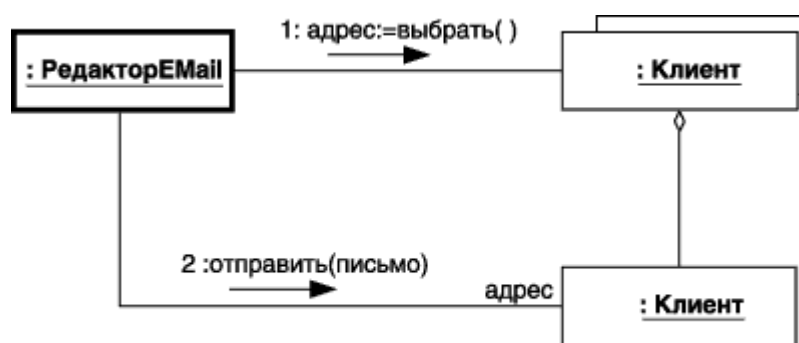 1: адрес:=выбрать( )
: РедакторEMail
: Клиент
2 :отправить(письмо)
адрес
: Клиент